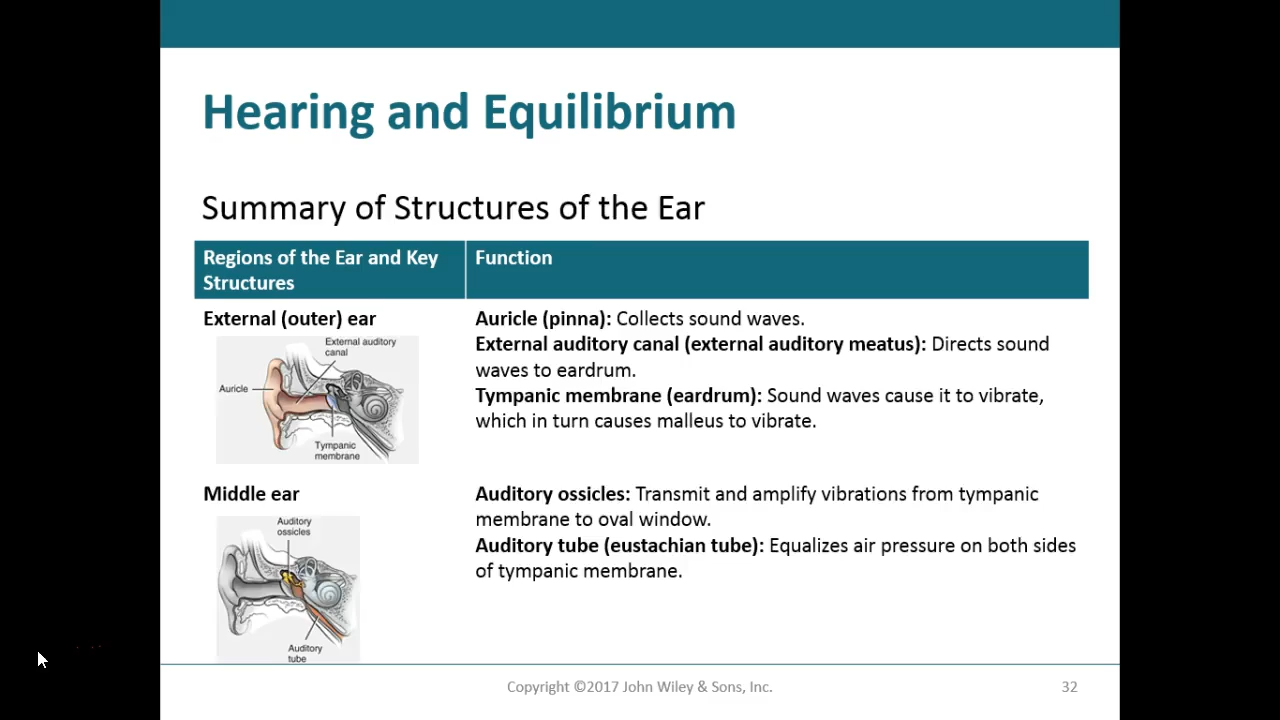 Hearing and Equilibrium
Summary of Structures of the Ear
Regions of the Ear and Key
Structures
Function
External (outer) ear
External auditory
canal
Auricle
Tympanic
membrane
Auricle (pinna): Collects sound waves.
External auditory canal (external auditory meatus): Directs sound
waves to eardrum.
Tympanic membrane (eardrum): Sound waves cause it to vibrate,
which in turn causes malleus to vibrate.
Middle ear
Auditory
ossicles
Auditory
tube
Auditory ossicles: Transmit and amplify vibrations from tympanic
membrane to oval window.
Auditory tube (eustachian tube): Equalizes air pressure on both sides
of tympanic membrane.
Copyright ©2017 John Wiley & Sons, Inc.
32